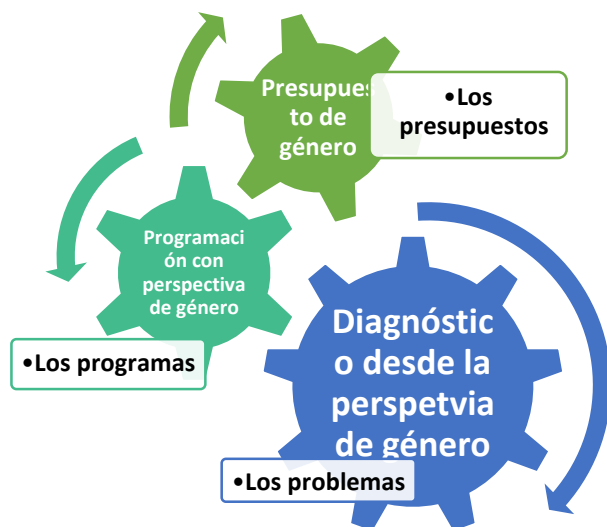 Presupues
to de
género
•Los
presupuestos
Programaci
ón con
perspectiva
de género
•Los programas
Diagnóstic
o desde la
perspetvia
de género
•Los problemas